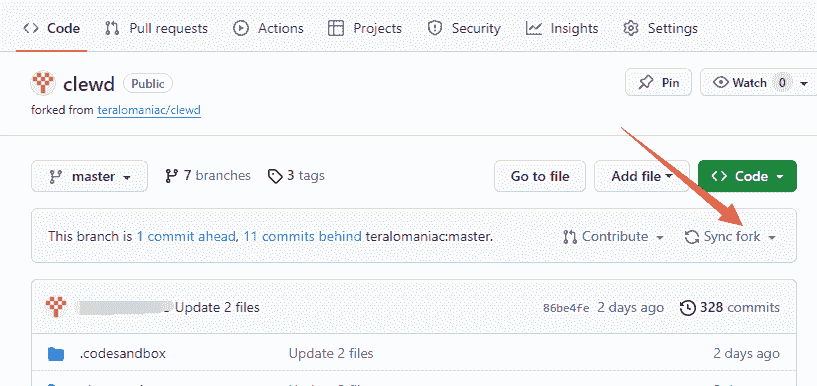 Code Pull requests Actions Projects Security Insights Settings
clewd Public Pin Watch 0
forked from teralomaniac/clewd
master 7 branches 3 tags Go to file Add file Code
This branch is 1 commit ahead, 11 commits behind teralomaniac:master. Contribute Sync fork
Update 2 files 86be4fe 2 days ago 328 commits
.codesandbox Update 2 files 2 days ago